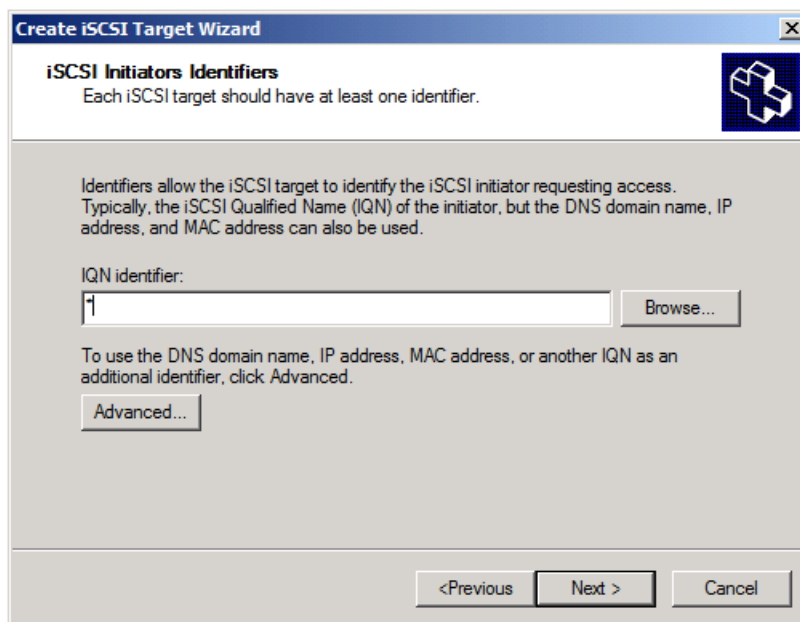 Create iSCSI Target Wizard
iSCSI Initiators Identifiers
Each iSCSI target should have at least one identifier.
Identifiers allow the iSCSI target to identify the iSCSI initiator requesting access.
Typically, the iSCSI Qualified Name (IQN) of the initiator, but the DNS domain name, IP
address, and MAC address can also be used.
IQN identifier:
*
Browse...
To use the DNS domain name, IP address, MAC address, or another IQN as an
additional identifier, click Advanced.
Advanced...
<Previous Next > Cancel